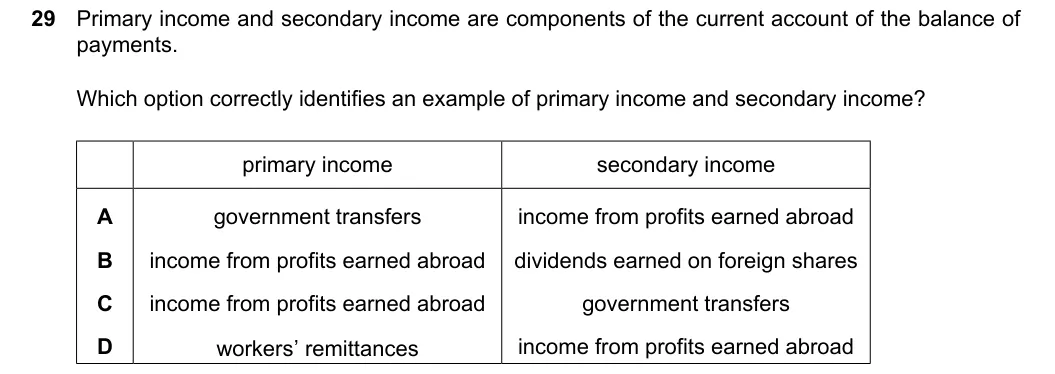 29 Primary income and secondary income are components of the current account of the balance of
payments.
Which option correctly identifies an example of primary income and secondary income?
primary income secondary income
A government transfers income from profits earned abroad
B income from profits earned abroad dividends earned on foreign shares
C income from profits earned abroad government transfers
D workers’ remittances income from profits earned abroad